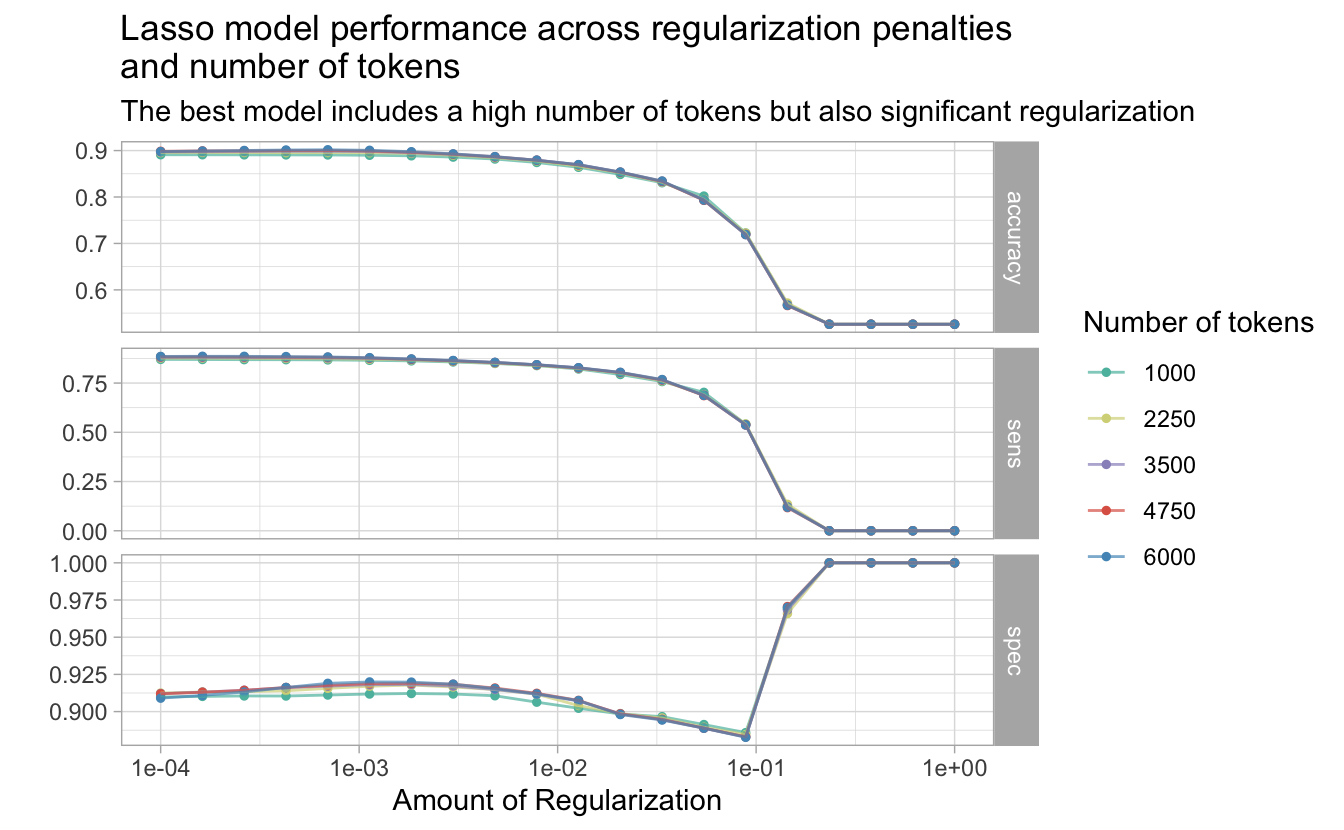 Lasso model performance across regularization penalties
and number of tokens
The best model includes a high number of tokens but also significant regularization
0.9
0.8
0.7
0.6
accuracy
0.75
0.50
0.25
0.00
sens
1.000
0.975
0.950
0.925
0.900
spec
1e-04 1e-03 1e-02 1e-01 1e+00
Amount of Regularization
Number of tokens
1000
2250
3500
4750
6000